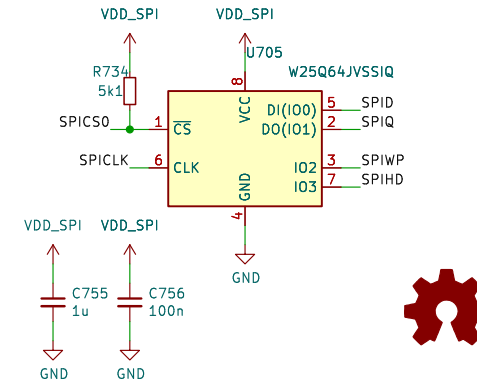 VDD_SPI VDD_SPI
U705
R734 W25Q64JVSSIQ
5k1 8
VCC DI(IO0) 5 SPID
SPICS0 1 CS DO(IO1) 2 SPIQ
SPICLK 6 CLK IO2 3 SPIWP
GND IO3 7 SPIHD
4
VDD_SPI VDD_SPI
GND
C755 C756
1u 100n
GND GND